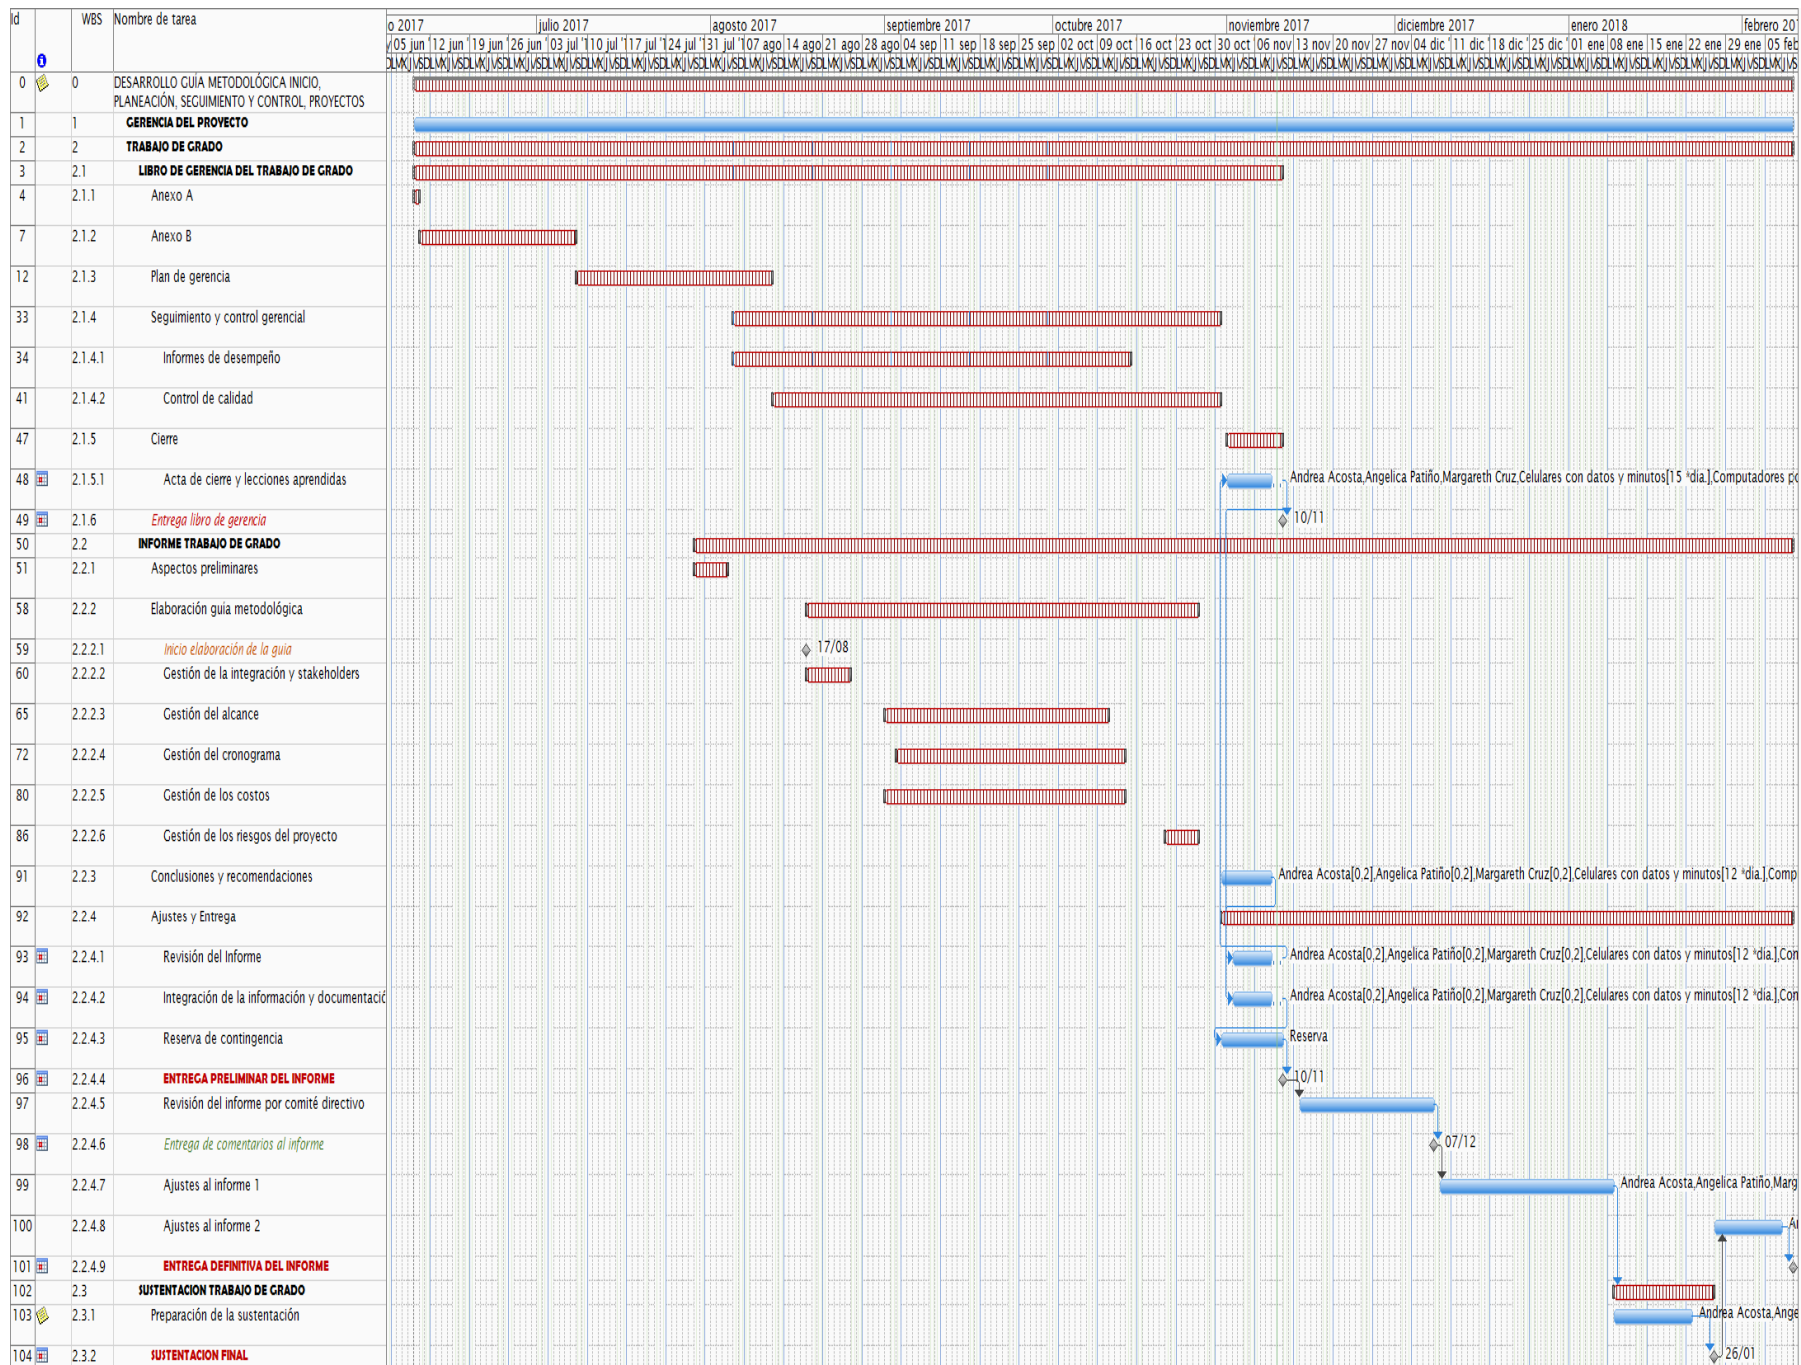 Id WBS Nombre de tarea
o 2017 julio 2017 agosto 2017 septiembre 2017 octubre 2017 noviembre 2017 diciembre 2017 enero 2018 febrero 20
05 jun 12 jun 19 jun 26 jun 03 jul 10 jul 17 jul 24 jul 31 jul 07 ago 14 ago 21 ago 28 ago 04 sep 11 sep 18 sep 25 sep 02 oct 09 oct 16 oct 23 oct 30 oct 06 nov 13 nov 20 nov 27 nov 04 dic 11 dic 18 dic 25 dic 01 ene 08 ene 15 ene 22 ene 29 ene 05 feb
0 0 DESARROLLO GUÍA METODOLÓGICA INICIO,
PLANEACIÓN, SEGUIMIENTO Y CONTROL, PROYECTOS
1 1 GERENCIA DEL PROYECTO
2 2 TRABAJO DE GRADO
3 2.1 LIBRO DE GERENCIA DEL TRABAJO DE GRADO
4 2.1.1 Anexo A
7 2.1.2 Anexo B
12 2.1.3 Plan de gerencia
33 2.1.4 Seguimiento y control gerencial
34 2.1.4.1 Informes de desempeño
41 2.1.4.2 Control de calidad
47 2.1.5 Cierre
48 2.1.5.1 Acta de cierre y lecciones aprendidas Andrea Acosta,Angelica Patiño,Margareth Cruz,Celulares con datos y minutos[15 *dia.],Computadores po
49 2.1.6 Entrega libro de gerencia 10/11
50 2.2 INFORME TRABAJO DE GRADO
51 2.2.1 Aspectos preliminares
58 2.2.2 Elaboración guia metodológica
59 2.2.2.1 Inicio elaboración de la guia 17/08
60 2.2.2.2 Gestión de la integración y stakeholders
65 2.2.2.3 Gestión del alcance
72 2.2.2.4 Gestión del cronograma
80 2.2.2.5 Gestión de los costos
86 2.2.2.6 Gestión de los riesgos del proyecto
91 2.2.3 Conclusiones y recomendaciones Andrea Acosta[0,2],Angelica Patiño[0,2],Margareth Cruz[0,2],Celulares con datos y minutos[12 *dia.],Comp
92 2.2.4 Ajustes y Entrega
93 2.2.4.1 Revisión del Informe Andrea Acosta[0,2],Angelica Patiño[0,2],Margareth Cruz[0,2],Celulares con datos y minutos[12 *dia.],Con
94 2.2.4.2 Integración de la información y documentació Andrea Acosta[0,2],Angelica Patiño[0,2],Margareth Cruz[0,2],Celulares con datos y minutos[12 *dia.],Con
95 2.2.4.3 Reserva de contingencia Reserva
96 2.2.4.4 ENTREGA PRELIMINAR DEL INFORME 10/11
97 2.2.4.5 Revisión del informe por comité directivo
98 2.2.4.6 Entrega de comentarios al informe 07/12
99 2.2.4.7 Ajustes al informe 1 Andrea Acosta,Angelica Patiño,Marg
100 2.2.4.8 Ajustes al informe 2 A
101 2.2.4.9 ENTREGA DEFINITIVA DEL INFORME
102 2.3 SUSTENTACION TRABAJO DE GRADO
103 2.3.1 Preparación de la sustentación Andrea Acosta,Ange
104 2.3.2 SUSTENTACION FINAL 26/01